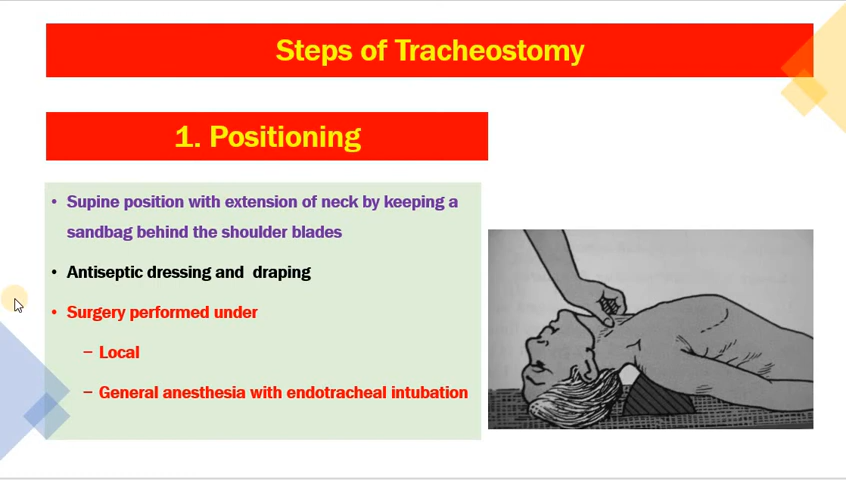 Steps of Tracheostomy
1. Positioning
• Supine position with extension of neck by keeping a
sandbag behind the shoulder blades
• Antiseptic dressing and draping
• Surgery performed under
– Local
– General anesthesia with endotracheal intubation